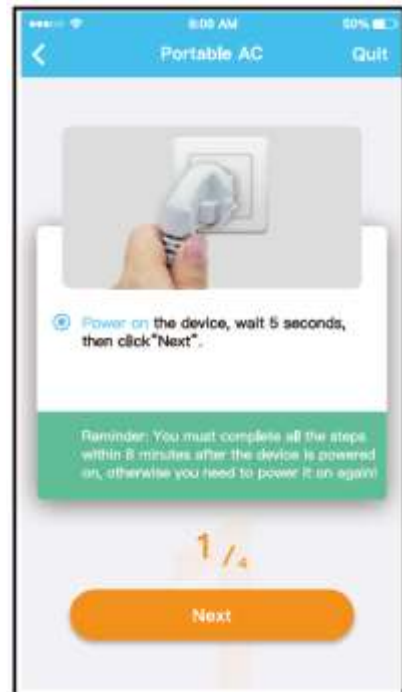 8:00 AM
50%
Portable AC
Quit
Power on the device, wait 5 seconds,
then click "Next".
Reminder: You must complete all the steps
within 8 minutes after the device is powered
on, otherwise you need to power it on again!
1/4
Next